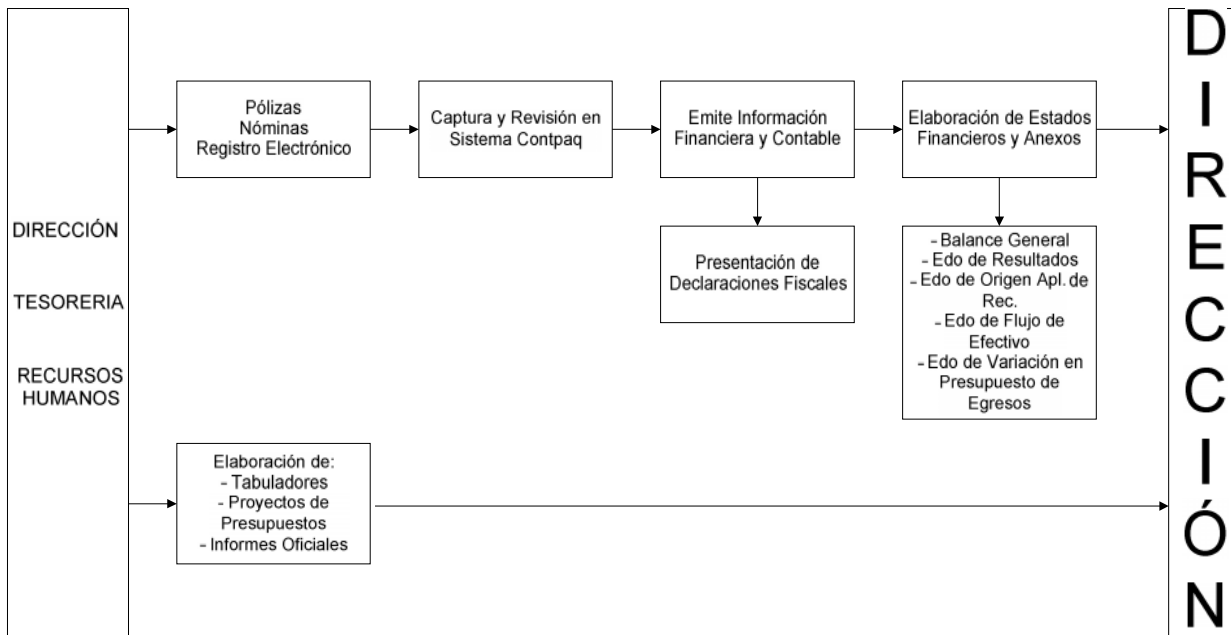 DIRECCIÓN
TESORERIA
RECURSOS
HUMANOS
Pólizas
Nóminas
Registro Electrónico
Captura y Revisión en
Sistema Contpaq
Emite Información
Financiera y Contable
Elaboración de Estados
Financieros y Anexos
Presentación de
Declaraciones Fiscales
- Balance General
- Edo de Resultados
- Edo de Origen Apl. de
Rec.
- Edo de Flujo de
Efectivo
- Edo de Variación en
Presupuesto de
Egresos
Elaboración de:
- Tabuladores
- Proyectos de
Presupuestos
- Informes Oficiales
DIRECCIÓN